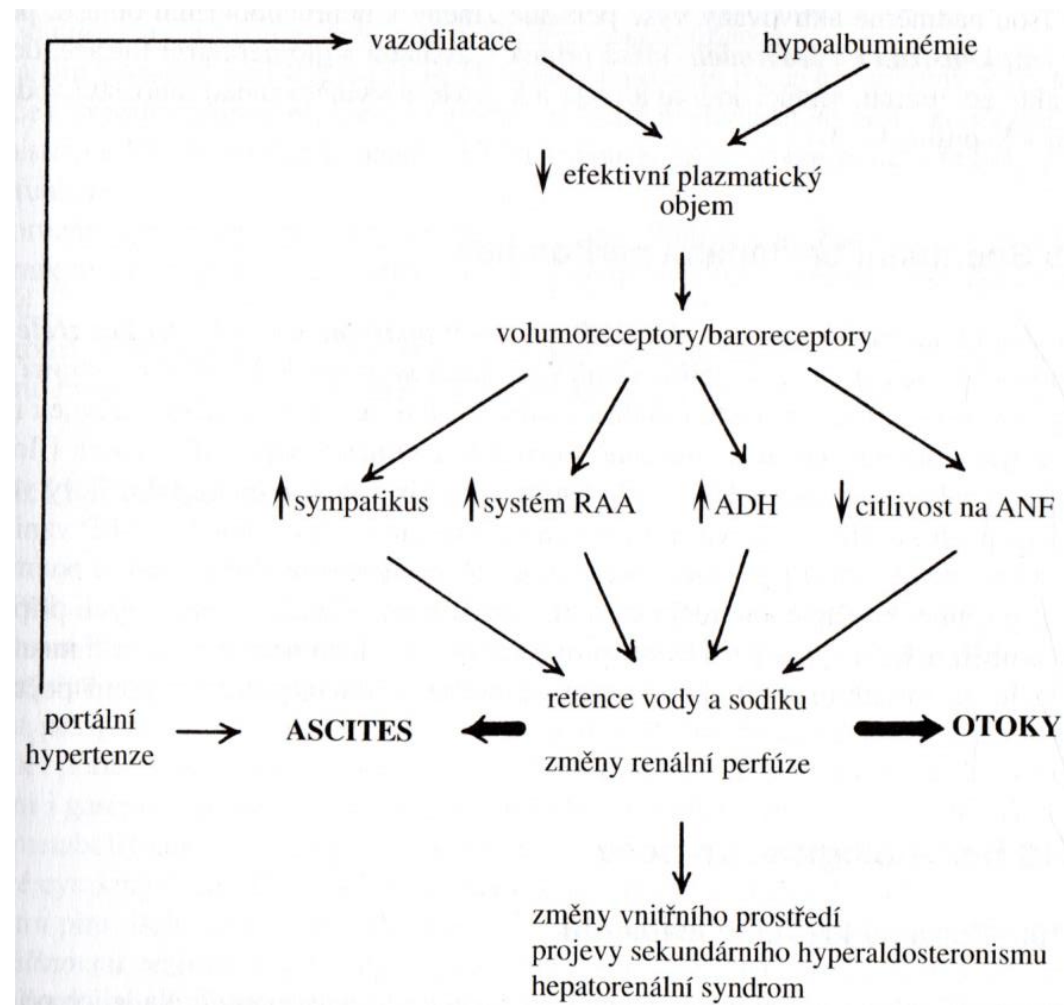 vazodilatace hypoalbuminémie
↓ efektivní plazmatický
objem
volumoreceptory/baroreceptory
↑ sympatikus ↑ systém RAA ↑ ADH ↓ citlivost na ANF
retence vody a sodíku
portální
hypertenze
ASCITES
OTOKY
změny renální perfúze
změny vnitřního prostředí
projevy sekundárního hyperaldosteronismu
hepatorenální syndrom